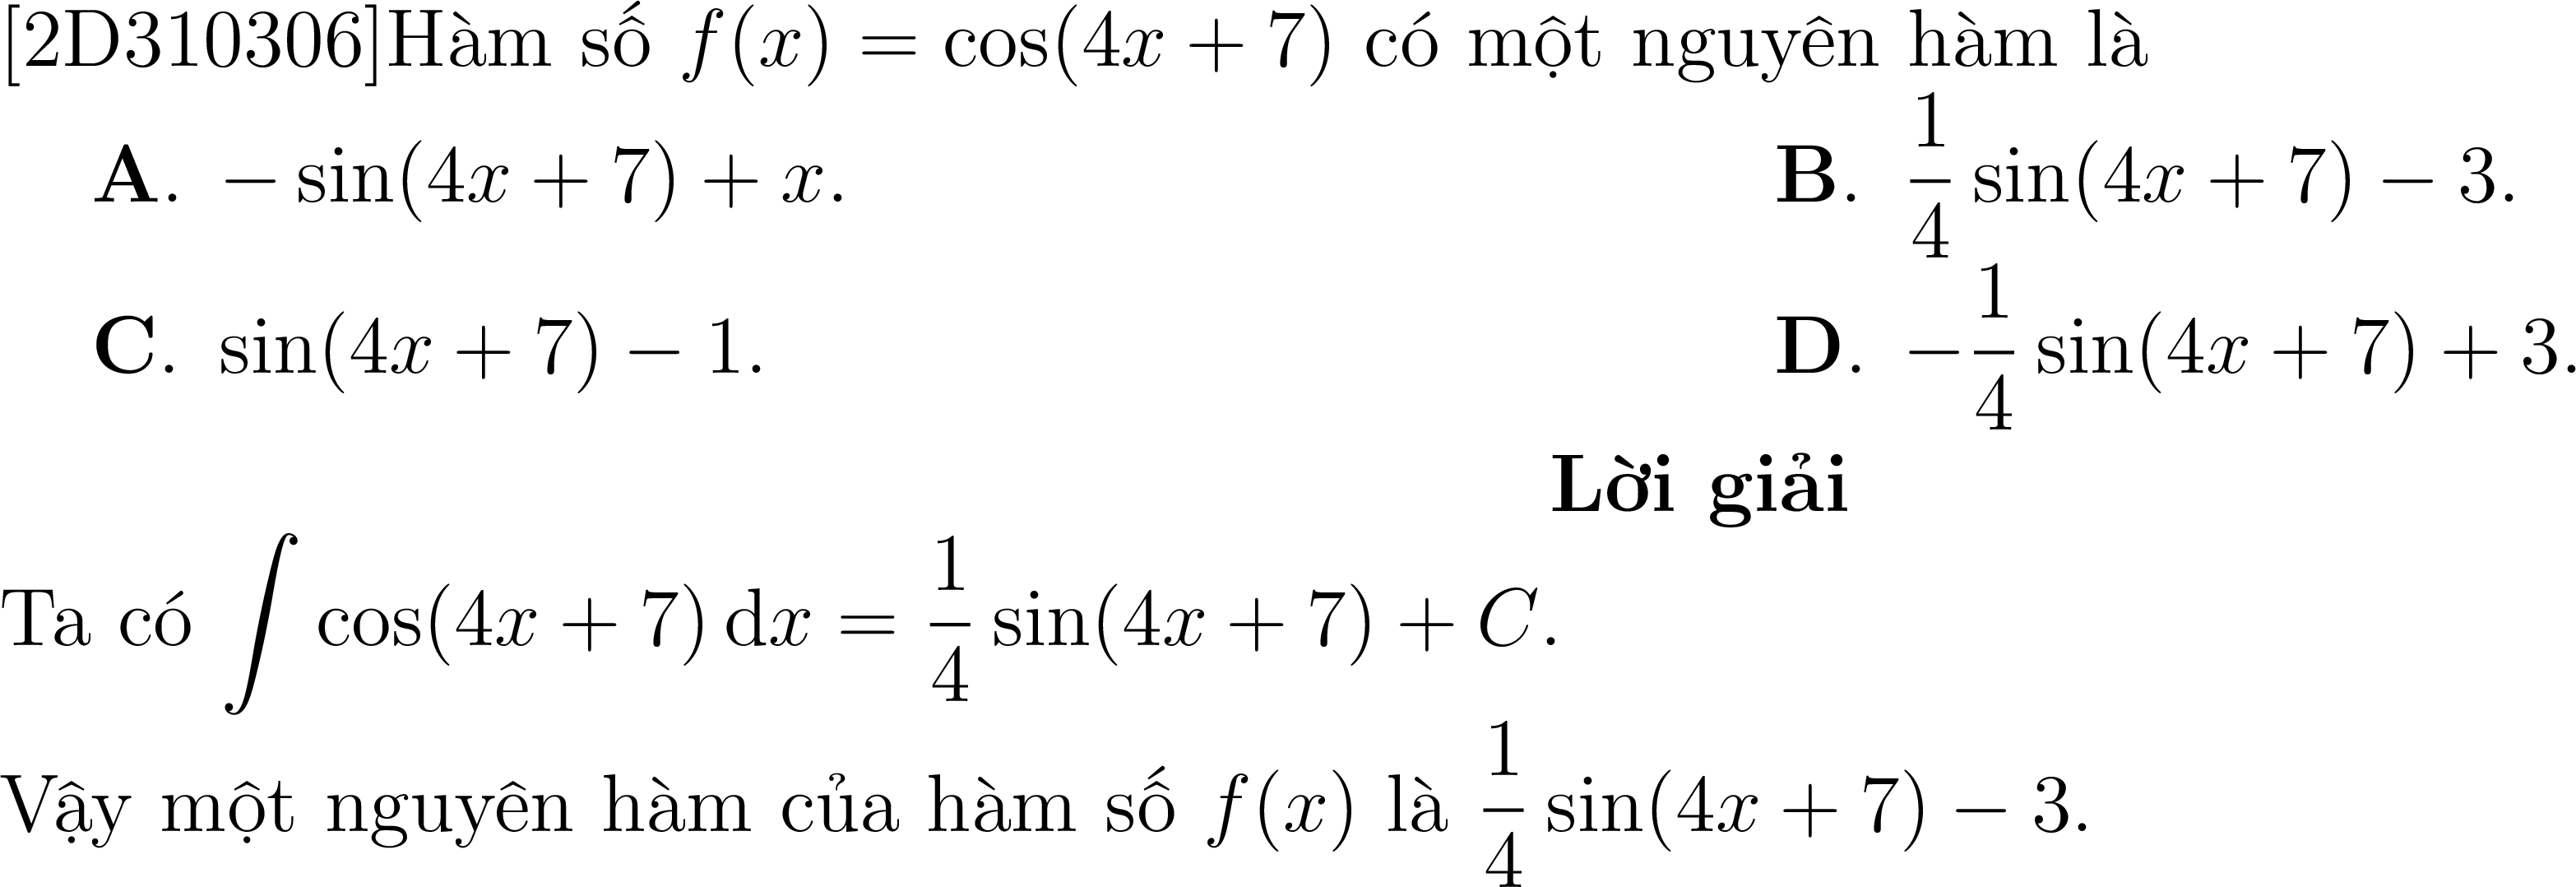 [2D310306]Hàm số f(x) = cos(4x + 7) có một nguyên hàm là
A. − sin(4x + 7) + x. B. \frac{1}{4} sin(4x + 7) − 3.
C. sin(4x + 7) − 1. D. −\frac{1}{4} sin(4x + 7) + 3.
Lời giải
Ta có ∫ cos(4x + 7) dx = \frac{1}{4} sin(4x + 7) + C.
Vậy một nguyên hàm của hàm số f(x) là \frac{1}{4} sin(4x + 7) − 3.